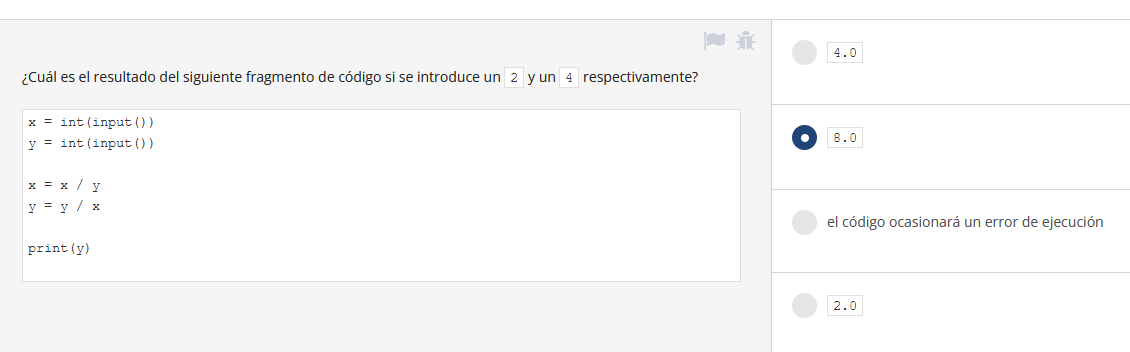 ¿Cuál es el resultado del siguiente fragmento de código si se introduce un 2 y un 4 respectivamente?
x = int(input())
y = int(input())
x = x / y
y = y / x
print(y)
4.0
8.0
el código ocasionará un error de ejecución
2.0